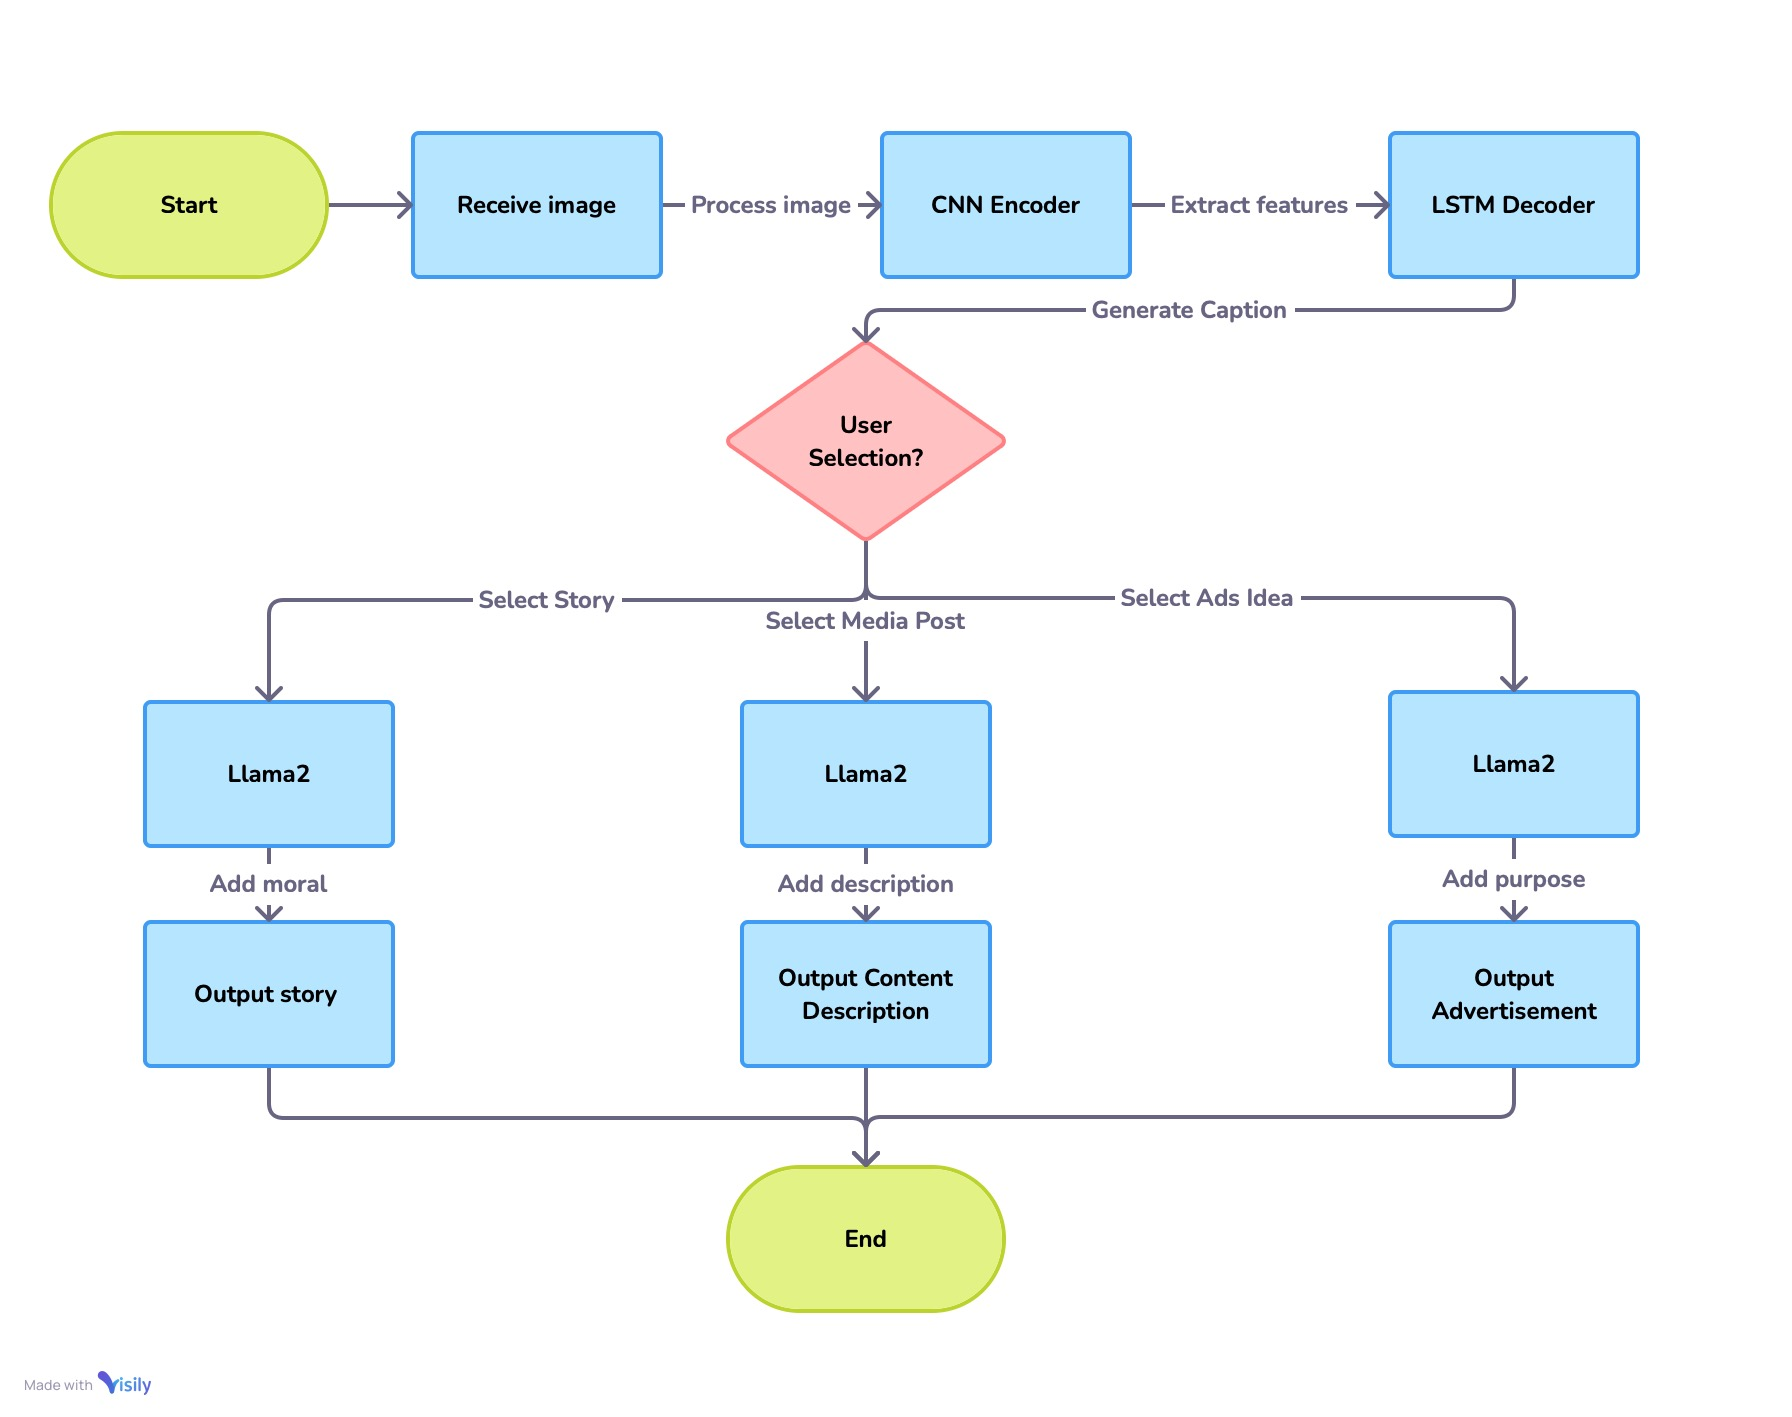 Start
Receive image
Process image
CNN Encoder
Extract features
LSTM Decoder
Generate Caption
User
Selection?
Select Story
Select Media Post
Select Ads Idea
Llama2
Llama2
Llama2
Add moral
Add description
Add purpose
Output story
Output Content
Description
Output
Advertisement
End
Made with Visily